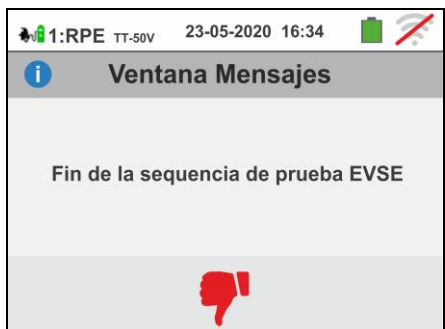 1:RPE TT-50V 23-05-2020 16:34
Ventana Mensajes
Fin de la sequencia de prueba EVSE